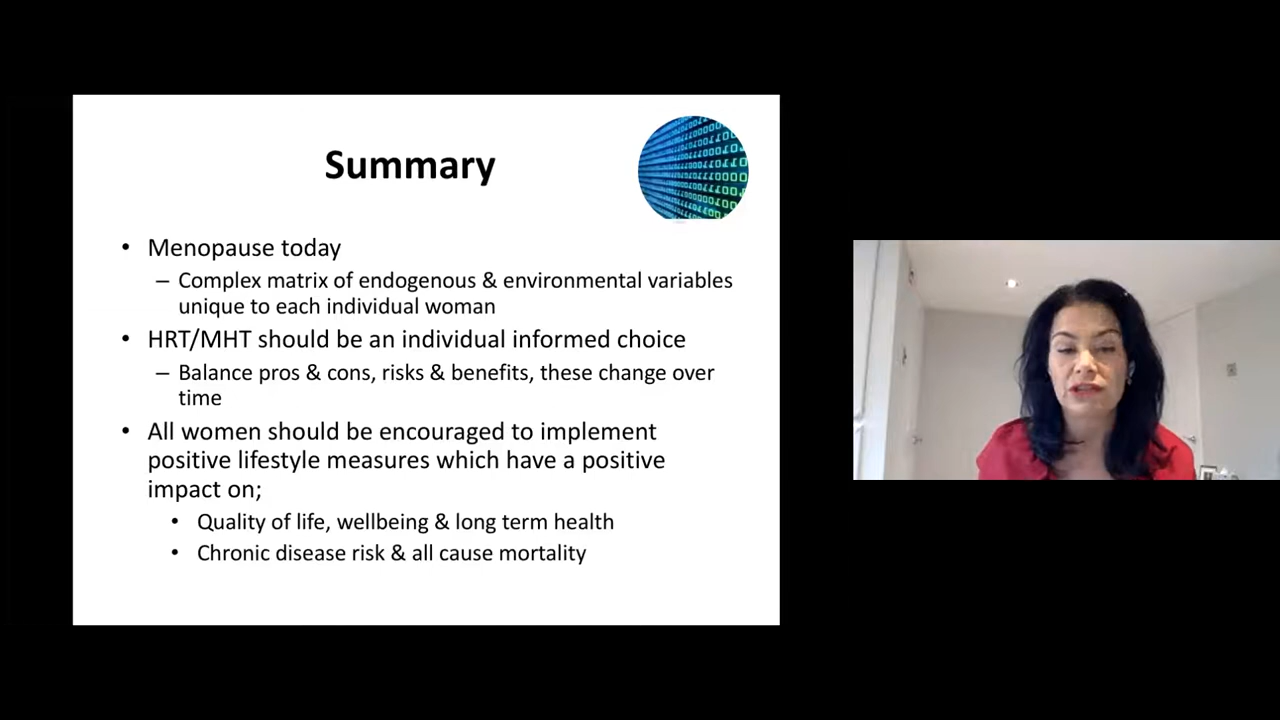 Summary
• Menopause today
– Complex matrix of endogenous & environmental variables
unique to each individual woman
• HRT/MHT should be an individual informed choice
– Balance pros & cons, risks & benefits, these change over
time
• All women should be encouraged to implement
positive lifestyle measures which have a positive
impact on;
• Quality of life, wellbeing & long term health
• Chronic disease risk & all cause mortality